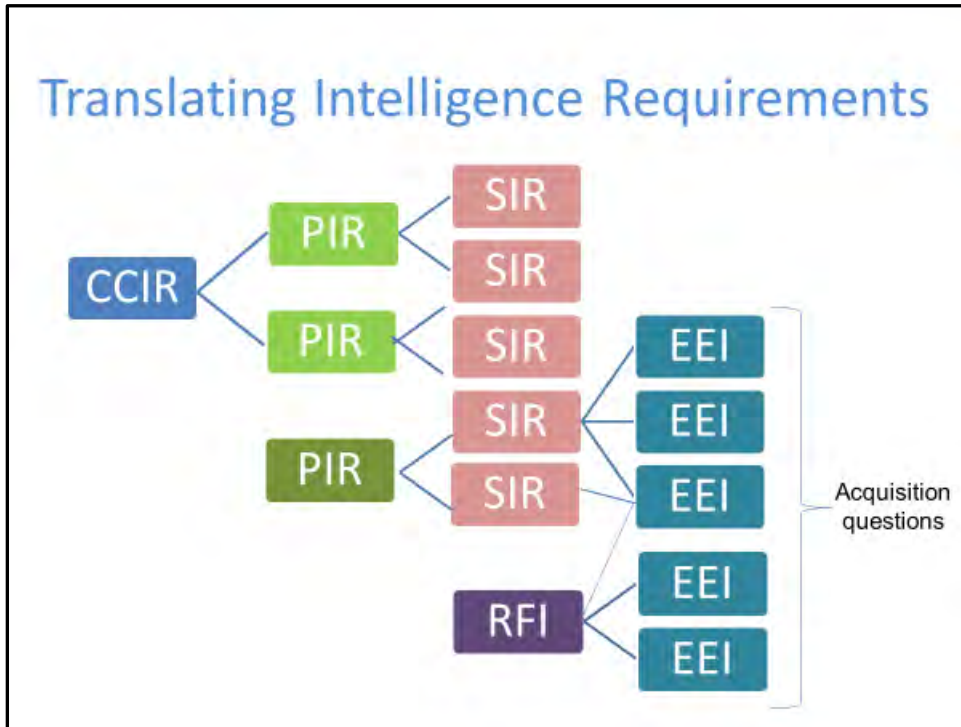 Translating Intelligence Requirements
SIR
PIR
SIR
CCIR
PIR
SIR
EEI
SIR
EEI
PIR
SIR
EEI
Acquisition
questions
EEI
RFI
EEI